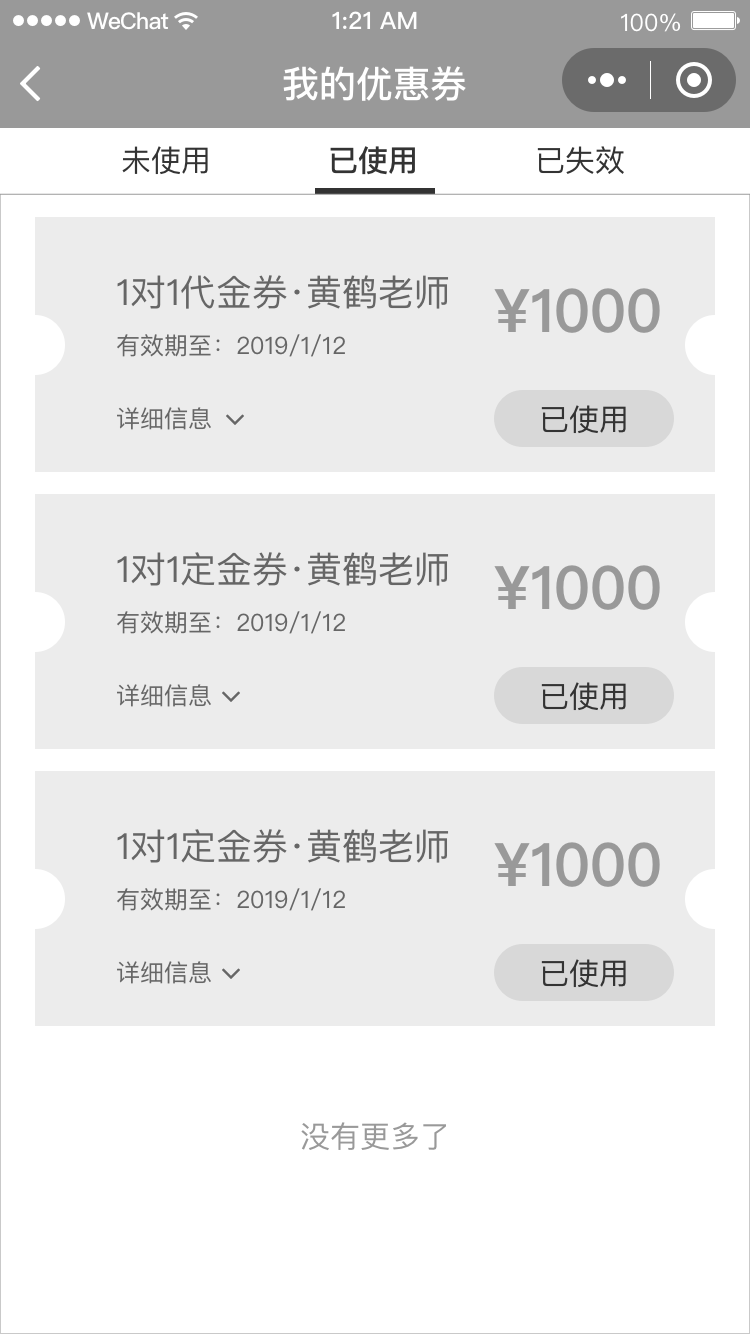 WeChat 1:21 AM 100%
我的优惠券
未使用 已使用 已失效
1对1代金券·黄鹤老师 ¥1000
有效期至：2019/1/12
详细信息 已使用
1对1定金券·黄鹤老师 ¥1000
有效期至：2019/1/12
详细信息 已使用
1对1定金券·黄鹤老师 ¥1000
有效期至：2019/1/12
详细信息 已使用
没有更多了